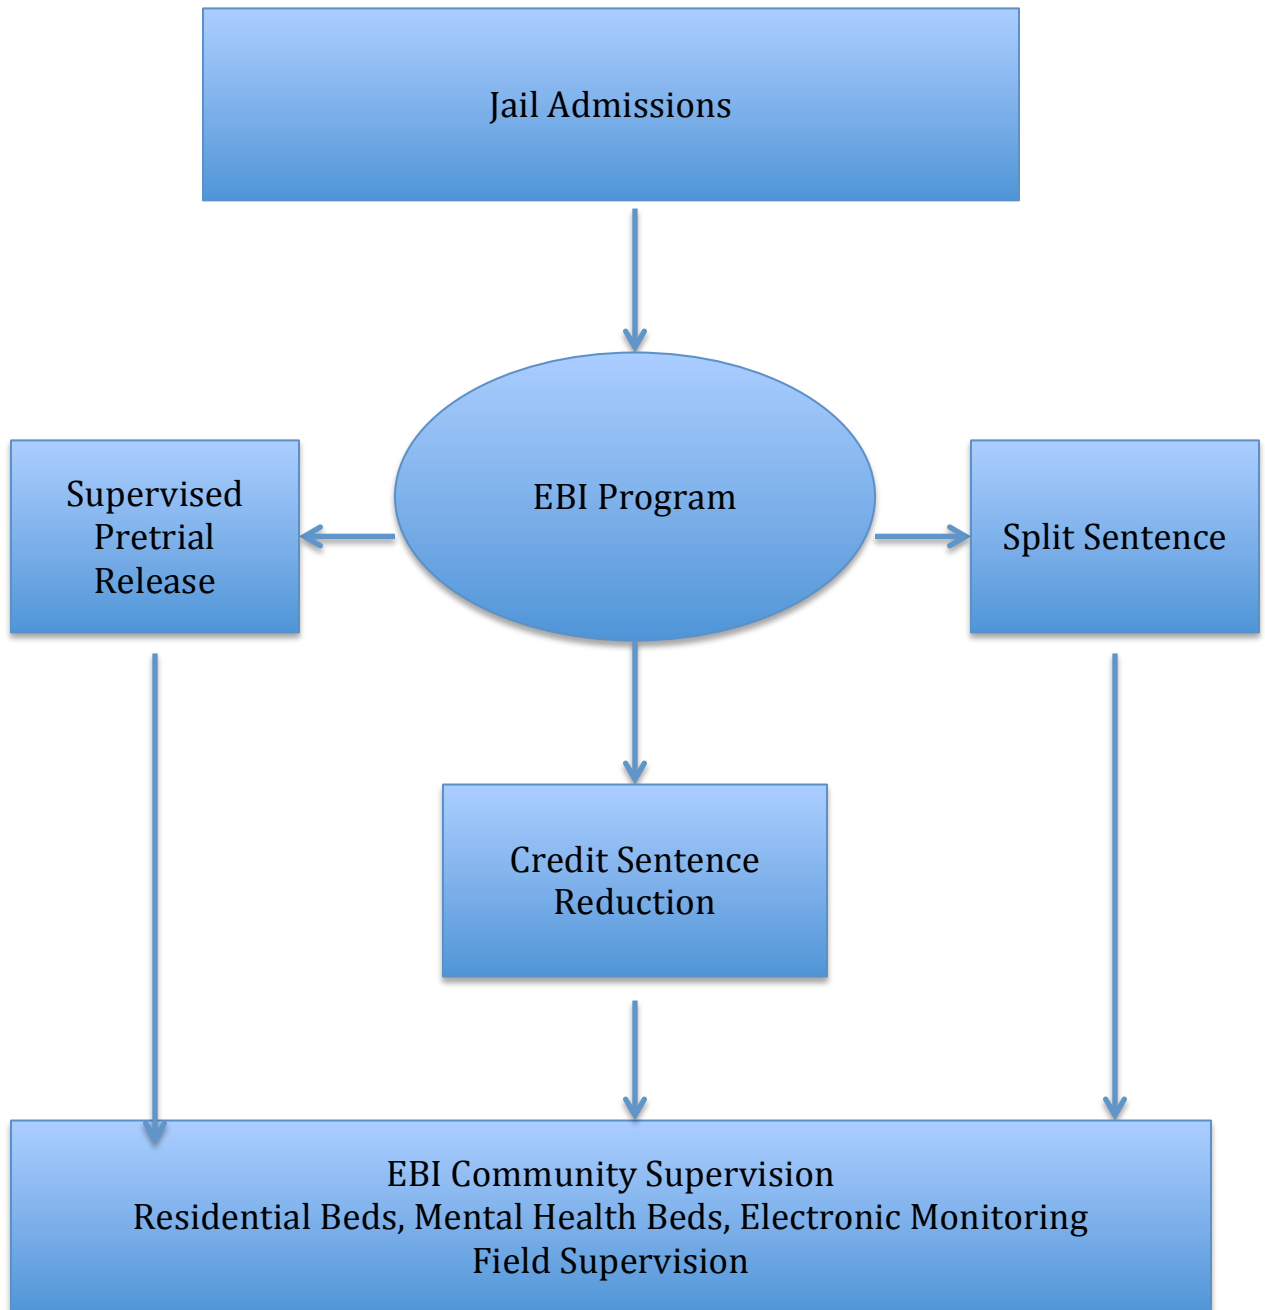 Jail Admissions
EBI Program
Supervised
Pretrial
Release
Split Sentence
Credit Sentence
Reduction
EBI Community Supervision
Residential Beds, Mental Health Beds, Electronic Monitoring
Field Supervision